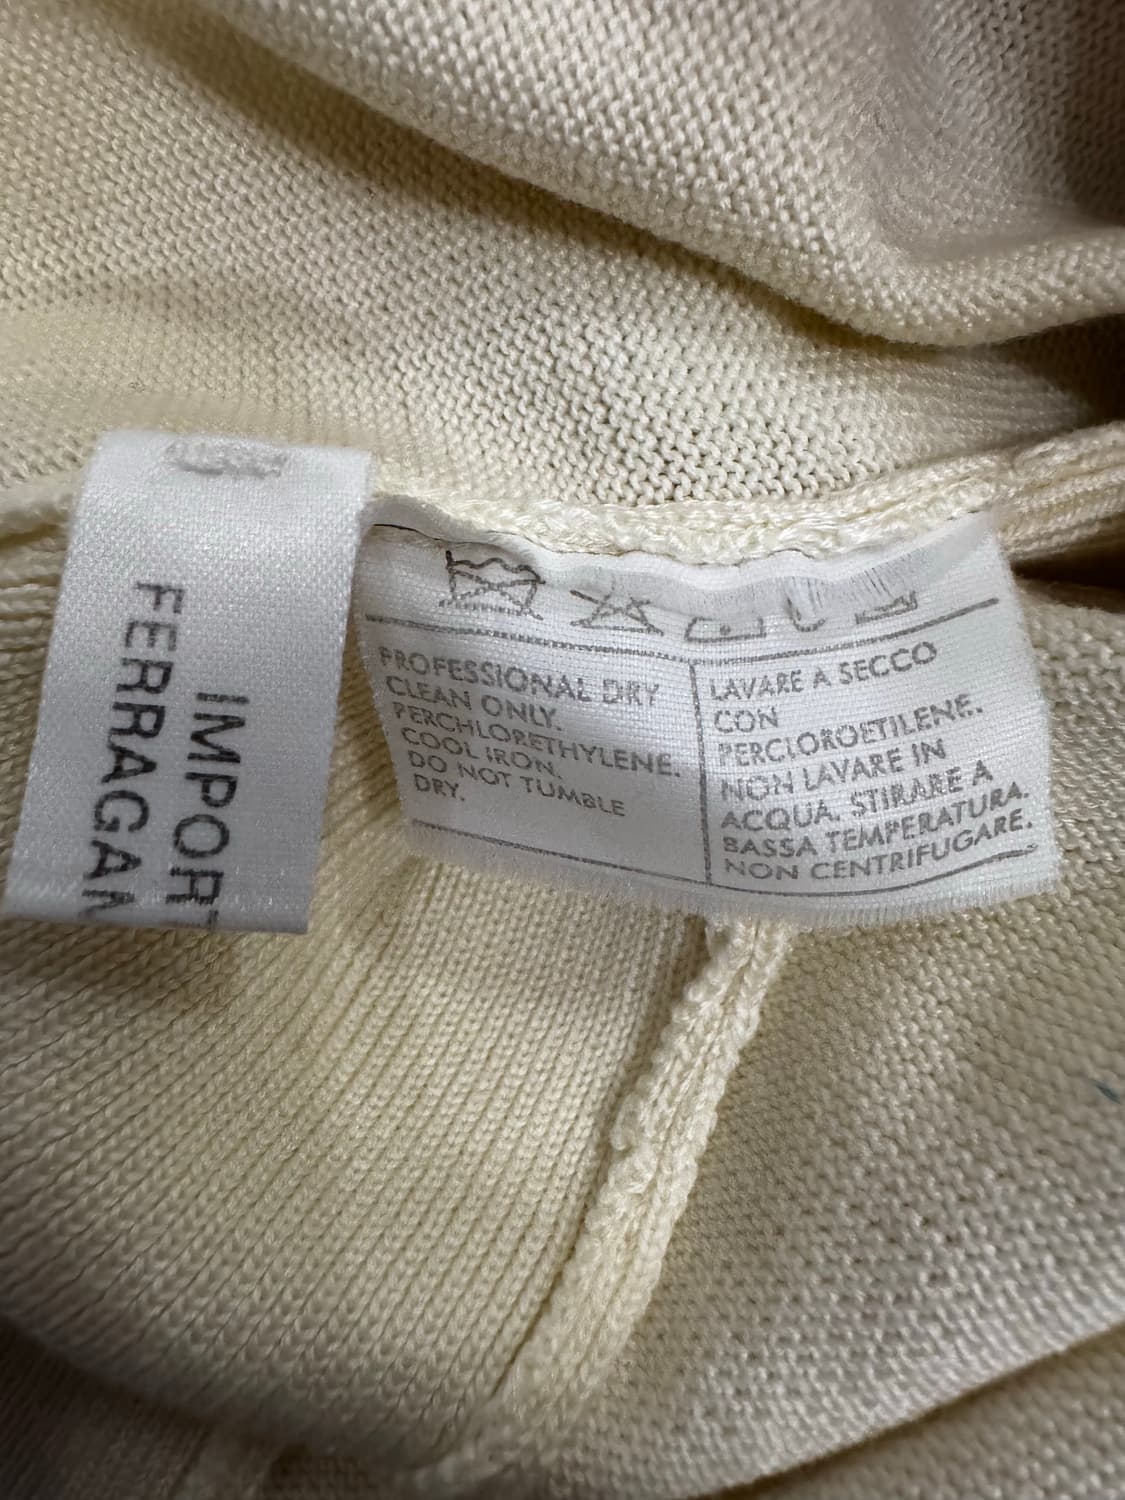 IMPORT
FERRAGAM
PROFESSIONAL DRY
CLEAN ONLY.
PERCHLORETHYLENE.
COOL IRON.
DO NOT TUMBLE
DRY.
LAVARE A SECCO
CON
PERCLOROETILENE.
NON LAVARE IN
ACQUA. STIRARE A
BASSA TEMPERATURA.
NON CENTRIFUGARE.